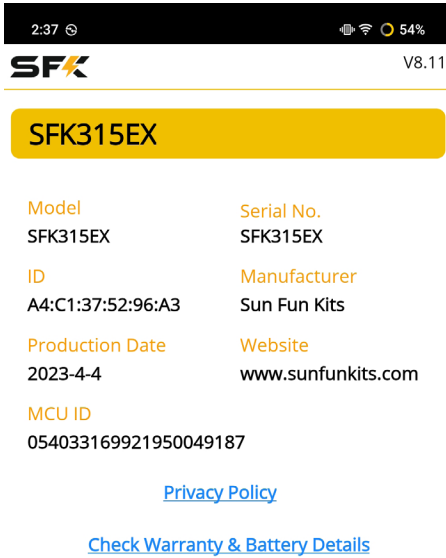 2:37 54%
SFK V8.11
SFK315EX
Model Serial No.
SFK315EX SFK315EX
ID Manufacturer
A4:C1:37:52:96:A3 Sun Fun Kits
Production Date Website
2023-4-4 www.sunfunkits.com
MCU ID
054033169921950049187
Privacy Policy
Check Warranty & Battery Details